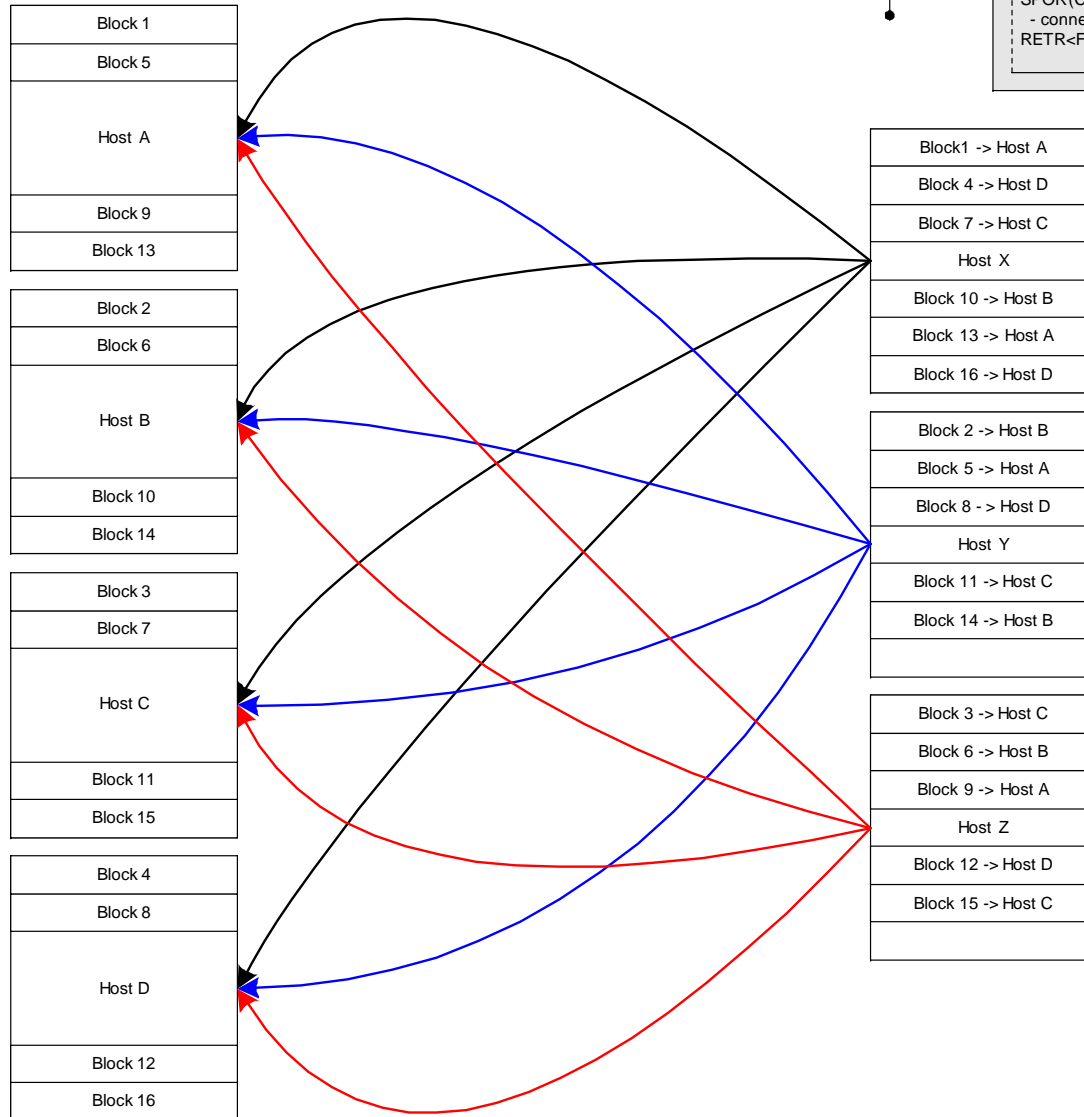 Block 1
Block 5
Host A
Block 9
Block 13
Block 2
Block 6
Host B
Block 10
Block 14
Block 3
Block 7
Host C
Block 11
Block 15
Block 4
Block 8
Host D
Block 12
Block 16
- conne
RETR<F
Block1 -> Host A
Block 4 -> Host D
Block 7 -> Host C
Host X
Block 10 -> Host B
Block 13 -> Host A
Block 16 -> Host D
Block 2 -> Host B
Block 5 -> Host A
Block 8 -> Host D
Host Y
Block 11 -> Host C
Block 14 -> Host B
Block 3 -> Host C
Block 6 -> Host B
Block 9 -> Host A
Host Z
Block 12 -> Host D
Block 15 -> Host C